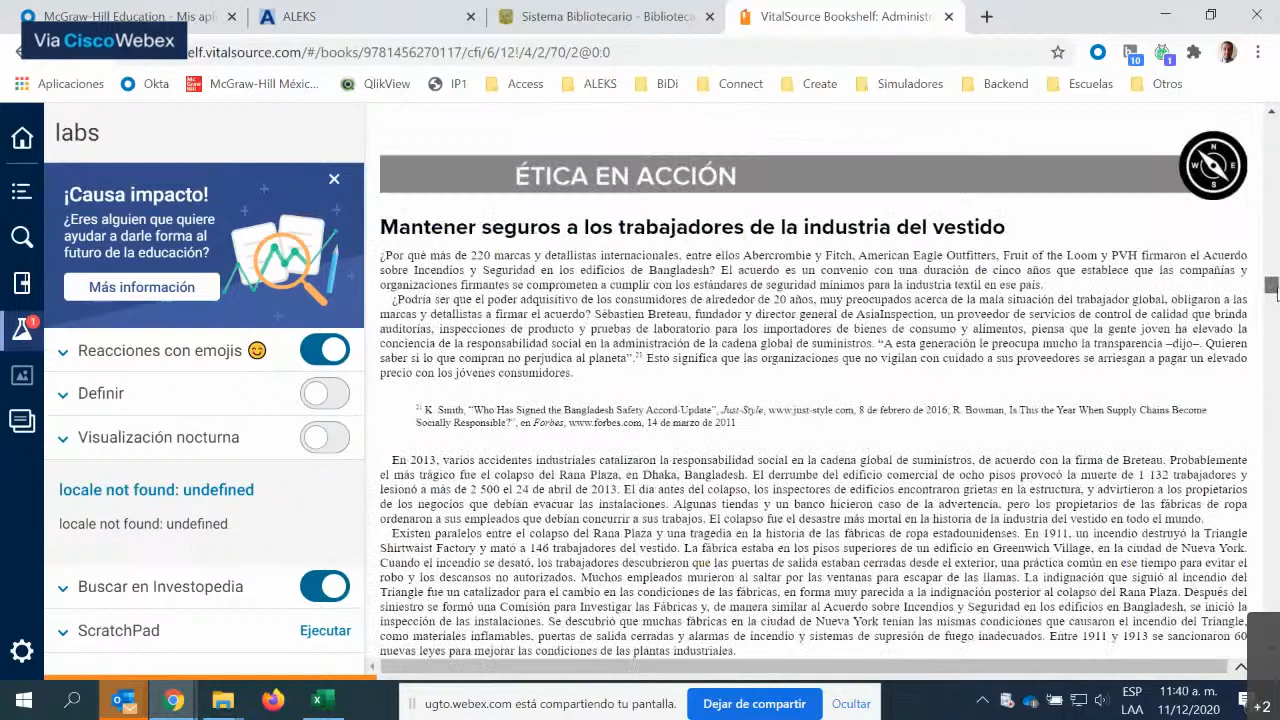 McGraw-Hill Education - Mis apl
ALEKS
Sistema Bibliotecario - Bibliotec
VitalSource Bookshelf: Administr
Vía CiscoWebex
elf.vitalsource.com/#/books/9781456270117/cfi/6/12!/4/2/70/2@0:0
10
1
Aplicaciones
Okta
McGraw-Hill Méxic...
QlikView
IP1
Access
ALEKS
BiDi
Connect
Create
Simuladores
Backend
Escuelas
Otros
labs
¡Causa impacto!
¿Eres alguien que quiere
ayudar a darle forma al
futuro de la educación?
Más información
1
Reacciones con emojis
Definir
Visualización nocturna
locale not found: undefined
locale not found: undefined
Buscar en Investopedia
ScratchPad
Ejecutar
ÉTICA EN ACCIÓN
N
W E
S
Mantener seguros a los trabajadores de la industria del vestido
¿Por qué más de 220 marcas y detallistas internacionales, entre ellos Abercrombie y Fitch, American Eagle Outfitters, Fruit of the Loom y PVH firmaron el Acuerdo
sobre Incendios y Seguridad en los edificios de Bangladesh? El acuerdo es un convenio con una duración de cinco años que establece que las compañías y
organizaciones firmantes se comprometen a cumplir con los estándares de seguridad mínimos para la industria textil en ese país.
¿Podría ser que el poder adquisitivo de los consumidores de alrededor de 20 años, muy preocupados acerca de la mala situación del trabajador global, obligaron a las
marcas y detallistas a firmar el acuerdo? Sébastien Breteau, fundador y director general de AsiaInspection, un proveedor de servicios de control de calidad que brinda
auditorías, inspecciones de producto y pruebas de laboratorio para los importadores de bienes de consumo y alimentos, piensa que la gente joven ha elevado la
conciencia de la responsabilidad social en la administración de la cadena global de suministros. “A esta generación le preocupa mucho la transparencia –dijo–. Quieren
saber si lo que compran no perjudica al planeta”.21 Esto significa que las organizaciones que no vigilan con cuidado a sus proveedores se arriesgan a pagar un elevado
precio con los jóvenes consumidores.
21 K. Smith, “Who Has Signed the Bangladesh Safety Accord-Update”, Just-Style, www.just-style.com, 8 de febrero de 2016; R. Bowman, Is This the Year When Supply Chains Become
Socially Responsible?”, en Forbes, www.forbes.com, 14 de marzo de 2011
En 2013, varios accidentes industriales catalizaron la responsabilidad social en la cadena global de suministros, de acuerdo con la firma de Breteau. Probablemente
el más trágico fue el colapso del Rana Plaza, en Dhaka, Bangladesh. El derrumbe del edificio comercial de ocho pisos provocó la muerte de 1 132 trabajadores y
lesionó a más de 2 500 el 24 de abril de 2013. El día antes del colapso, los inspectores de edificios encontraron grietas en la estructura, y advirtieron a los propietarios
de los negocios que debían evacuar las instalaciones. Algunas tiendas y un banco hicieron caso de la advertencia, pero los propietarios de las fábricas de ropa
ordenaron a sus empleados que debían concurrir a sus trabajos. El colapso fue el desastre más mortal en la historia de la industria del vestido en todo el mundo.
Existen paralelos entre el colapso del Rana Plaza y una tragedia en la historia de las fábricas de ropa estadounidenses. En 1911, un incendio destruyó la Triangle
Shirtwaist Factory y mató a 146 trabajadores del vestido. La fábrica estaba en los pisos superiores de un edificio en Greenwich Village, en la ciudad de Nueva York.
Cuando el incendio se desató, los trabajadores descubrieron que las puertas de salida estaban cerradas desde el exterior, una práctica común en ese tiempo para evitar el
robo y los descansos no autorizados. Muchos empleados murieron al saltar por las ventanas para escapar de las llamas. La indignación que siguió al incendio del
Triangle fue un catalizador para el cambio en las condiciones de las fábricas, en forma muy parecida a la indignación posterior al colapso del Rana Plaza. Después del
siniestro se formó una Comisión para Investigar las Fábricas y, de manera similar al Acuerdo sobre Incendios y Seguridad en los edificios en Bangladesh, se inició la
inspección de las instalaciones. Se descubrió que muchas fábricas en la ciudad de Nueva York tenían las mismas condiciones que causaron el incendio del Triangle,
como materiales inflamables, puertas de salida cerradas y alarmas de incendio y sistemas de supresión de fuego inadecuados. Entre 1911 y 1913 se sancionaron 60
nuevas leyes para mejorar las condiciones de las plantas industriales.
ugto.webex.com está compartiendo tu pantalla.
Dejar de compartir
Ocultar
ESP
LAA
11:40 a. m.
11/12/2020
+2